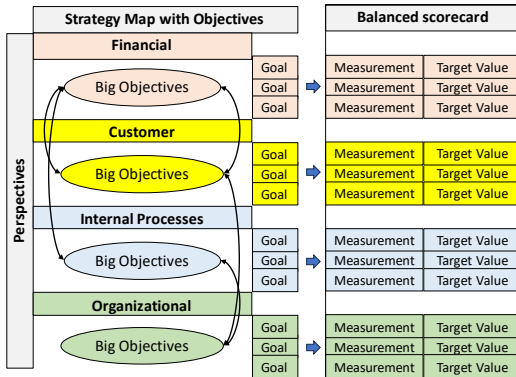 Strategy Map with Objectives
Balanced scorecard
Perspectives
Financial
Big Objectives
Goal Measurement Target Value
Goal Measurement Target Value
Goal Measurement Target Value
Customer
Big Objectives
Goal Measurement Target Value
Goal Measurement Target Value
Goal Measurement Target Value
Internal Processes
Big Objectives
Goal Measurement Target Value
Goal Measurement Target Value
Goal Measurement Target Value
Organizational
Big Objectives
Goal Measurement Target Value
Goal Measurement Target Value
Goal Measurement Target Value